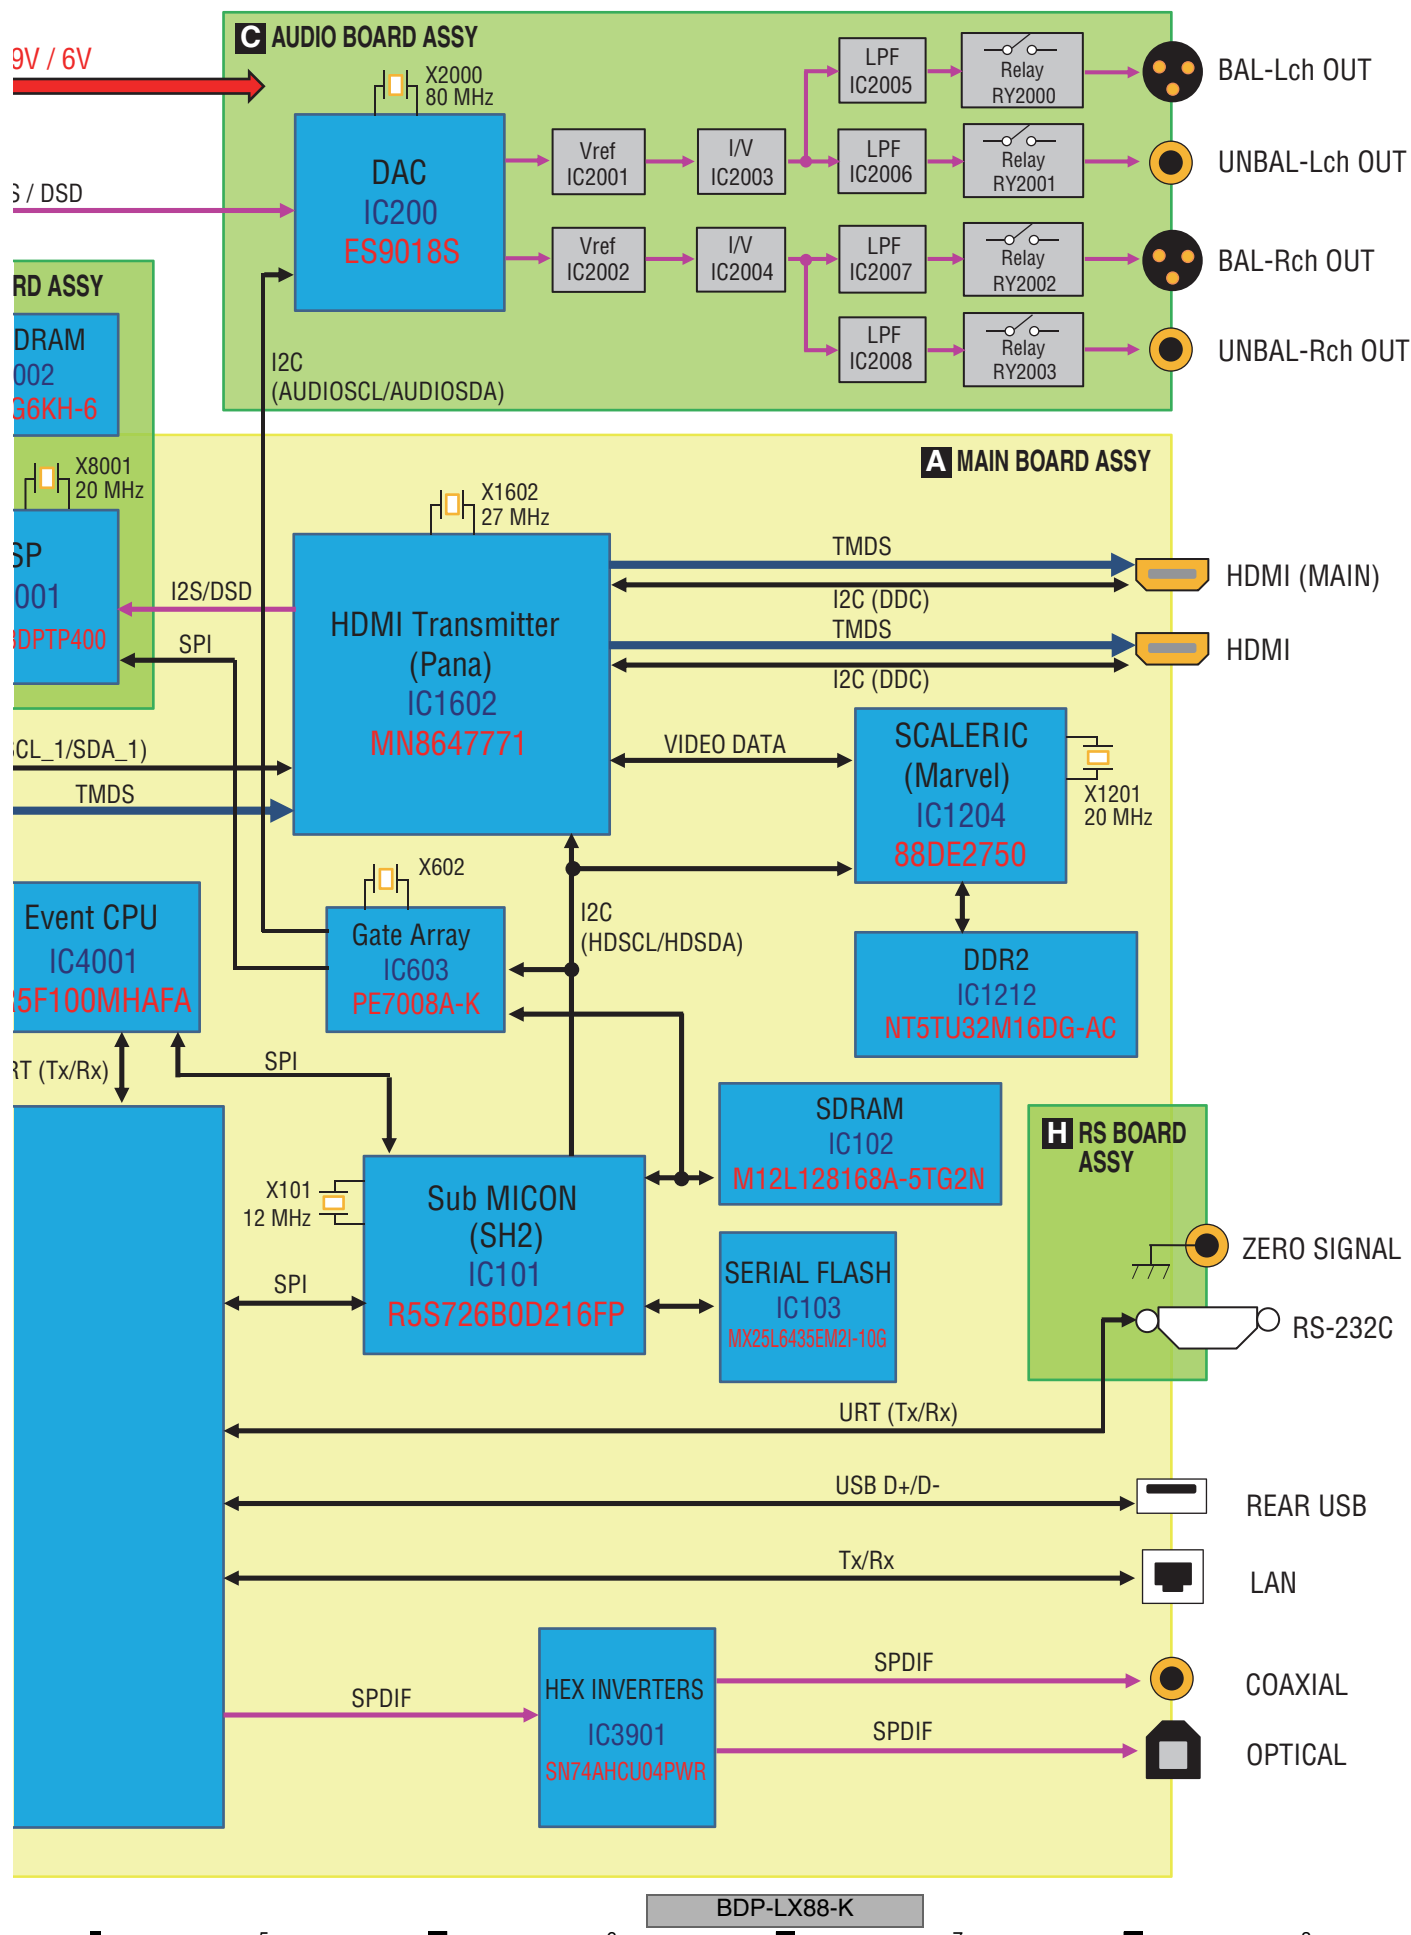 C AUDIO BOARD ASSY
9V / 6V
X2000
80 MHz
DAC
IC200
ES9018S
S / DSD
Vref
IC2001
I/V
IC2003
LPF
IC2005
Relay
RY2000
BAL-Lch OUT
LPF
IC2006
Relay
RY2001
UNBAL-Lch OUT
Vref
IC2002
I/V
IC2004
LPF
IC2007
Relay
RY2002
BAL-Rch OUT
LPF
IC2008
Relay
RY2003
UNBAL-Rch OUT
I2C
(AUDIOSCL/AUDIOSDA)
RD ASSY
DRAM
002
G6KH-6
X8001
20 MHz
SP
001
BDPTP400
A MAIN BOARD ASSY
X1602
27 MHz
HDMI Transmitter
(Pana)
IC1602
MN8647771
I2S/DSD
SPI
TMDS
I2C (DDC)
HDMI (MAIN)
TMDS
I2C (DDC)
HDMI
CL_1/SDA_1)
TMDS
VIDEO DATA
SCALERIC
(Marvel)
IC1204
88DE2750
X1201
20 MHz
X602
Gate Array
IC603
PE7008A-K
I2C
(HDSCL/HDSDA)
DDR2
IC1212
NT5TU32M16DG-AC
Event CPU
IC4001
5F100MHAFA
RT (Tx/Rx)
SPI
SDRAM
IC102
M12L128168A-5TG2N
H RS BOARD
ASSY
X101
12 MHz
Sub MICON
(SH2)
IC101
R5S726B0D216FP
SPI
SERIAL FLASH
IC103
MX25L6435EM2I-10G
ZERO SIGNAL
RS-232C
URT (Tx/Rx)
USB D+/D-
REAR USB
Tx/Rx
LAN
SPDIF
HEX INVERTERS
IC3901
SN74AHCU04PWR
SPDIF
COAXIAL
SPDIF
OPTICAL
BDP-LX88-K